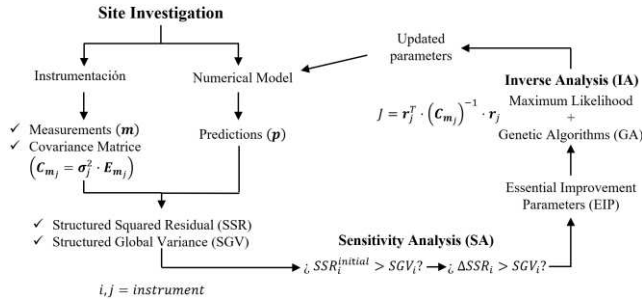 Site Investigation
Instrumentación
Numerical Model
Updated
parameters
Inverse Analysis (IA)
Maximum Likelihood
+
Genetic Algorithms (GA)
J = r_j^T · (C_{m_j})^{-1} · r_j
✓ Measurements (m)
✓ Covariance Matrice
(C_{m_j} = σ_j^2 · E_{m_j})
Predictions (p)
Essential Improvement
Parameters (EIP)
✓ Structured Squared Residual (SSR)
✓ Structured Global Variance (SGV)
Sensitivity Analysis (SA)
¿ SSR_i^{initial} > SGV_i?
¿ ΔSSR_i > SGV_i?
i, j = instrument